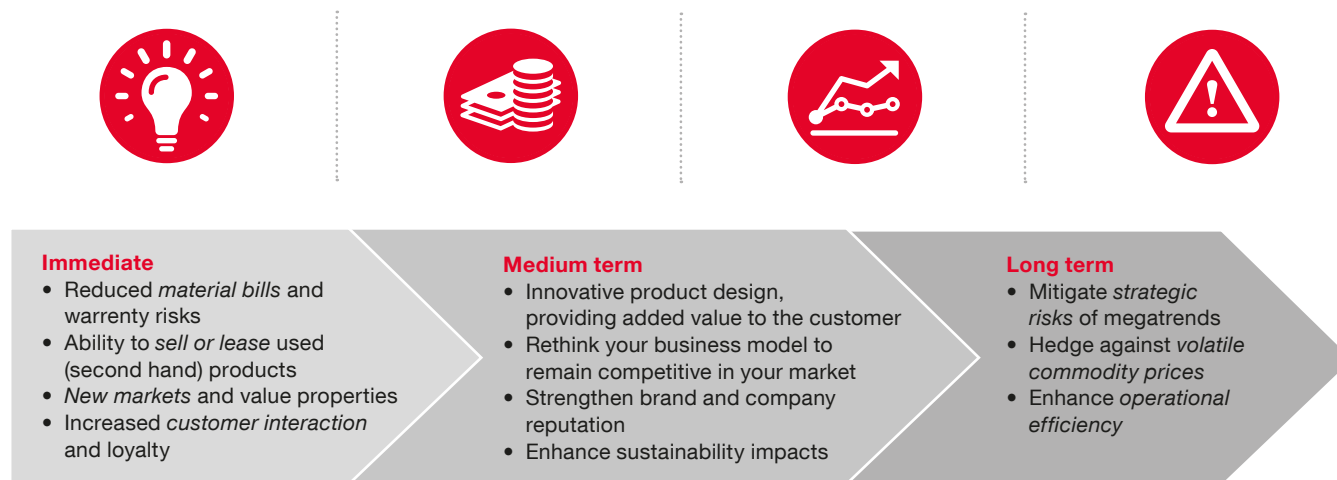 Immediate
• Reduced material bills and
warrenty risks
• Ability to sell or lease used
(second hand) products
• New markets and value properties
• Increased customer interaction
and loyalty
Medium term
• Innovative product design,
providing added value to the customer
• Rethink your business model to
remain competitive in your market
• Strengthen brand and company
reputation
• Enhance sustainability impacts
Long term
• Mitigate strategic
risks of megatrends
• Hedge against volatile
commodity prices
• Enhance operational
efficiency